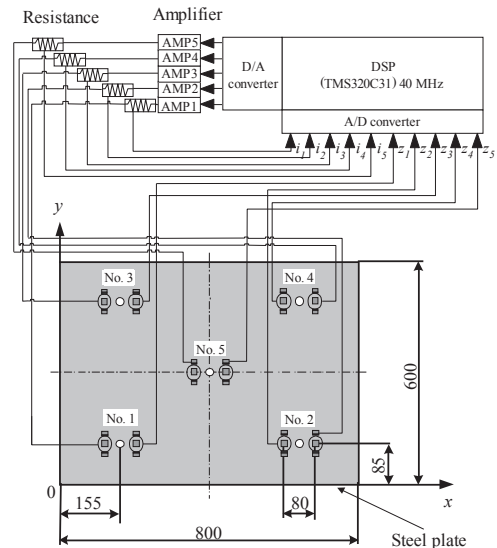 Resistance
Amplifier
AMP5
AMP4
AMP3
AMP2
AMP1
D/A
converter
DSP
(TMS320C31) 40 MHz
A/D converter
i1 i2 i3 i4 i5 z1 z2 z3 z4 z5
y
No. 3
No. 4
No. 5
No. 1
No. 2
600
85
0
155
80
x
800
Steel plate